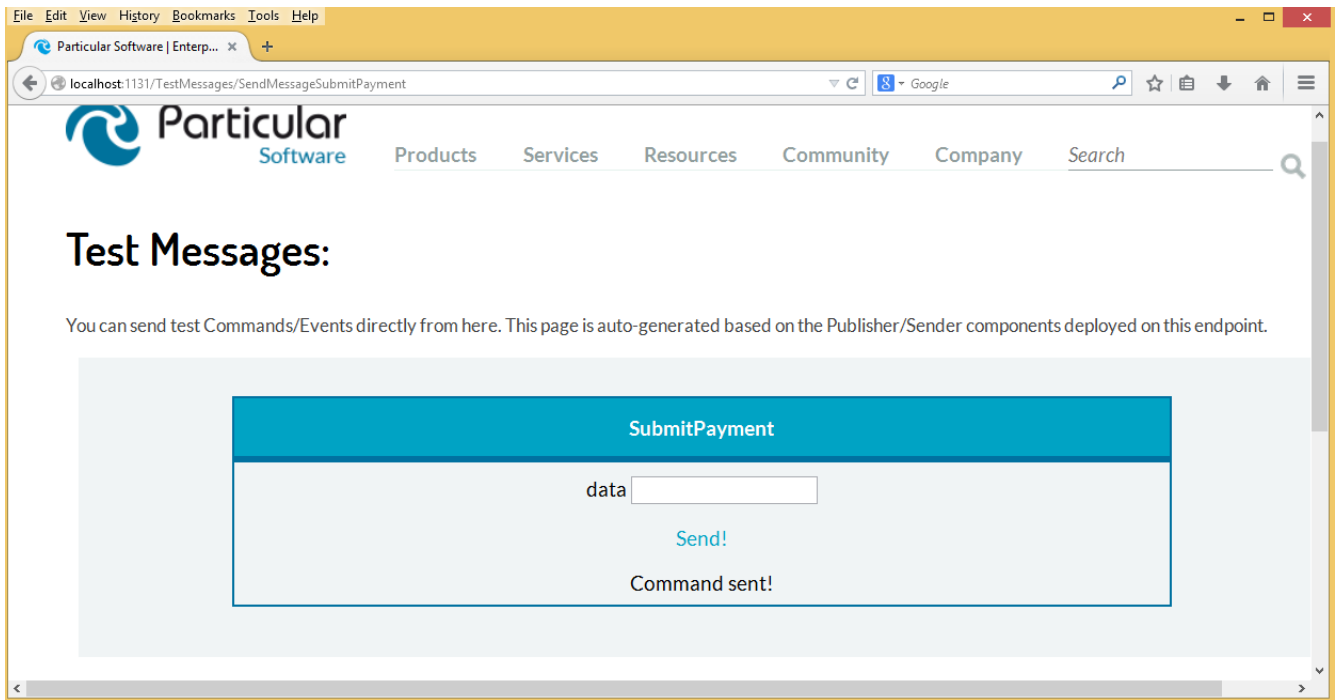 File Edit View History Bookmarks Tools Help
Particular Software | Enterp...
localhost:1131/TestMessages/SendMessageSubmitPayment
8 Google
Particular
Software
Products Services Resources Community Company Search
Test Messages:
You can send test Commands/Events directly from here. This page is auto-generated based on the Publisher/Sender components deployed on this endpoint.
SubmitPayment
data
Send!
Command sent!